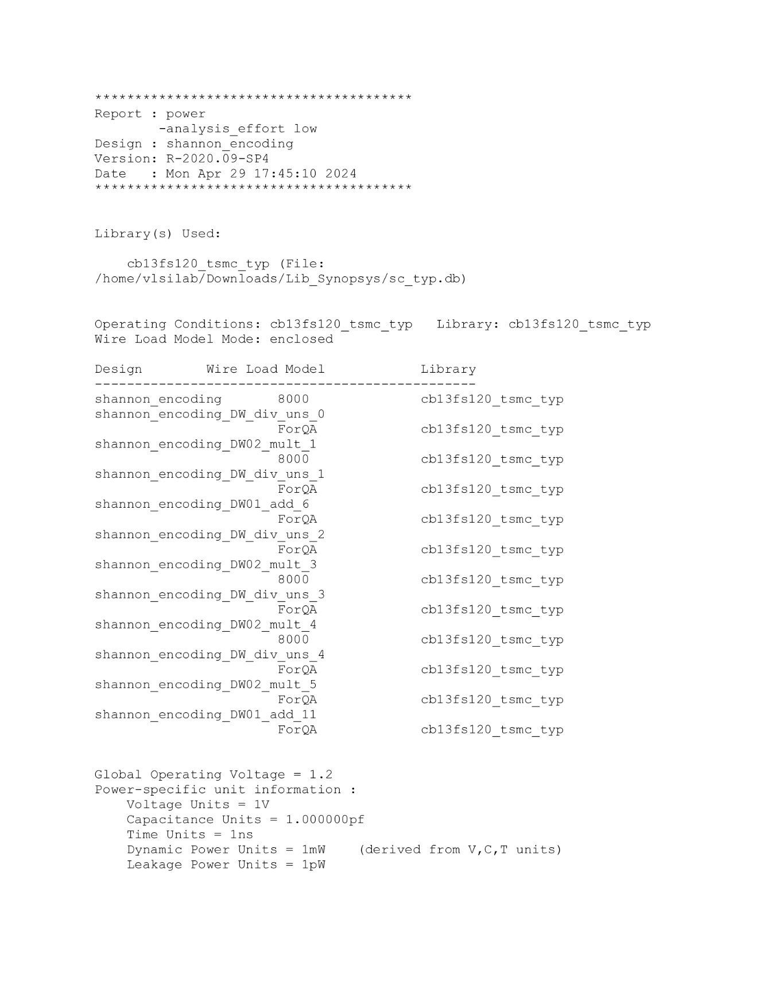 ****************************************
Report : power
        -analysis_effort low
Design : shannon_encoding
Version: R-2020.09-SP4
Date   : Mon Apr 29 17:45:10 2024
****************************************
Library(s) Used:
    cb13fs120_tsmc_typ (File:
/home/vlsilab/Downloads/Lib_Synopsys/sc_typ.db)
Operating Conditions: cb13fs120_tsmc_typ   Library: cb13fs120_tsmc_typ
Wire Load Model Mode: enclosed
Design        Wire Load Model            Library
------------------------------------------------
shannon_encoding       8000              cb13fs120_tsmc_typ
shannon_encoding_DW_div_uns_0
                       ForQA             cb13fs120_tsmc_typ
shannon_encoding_DW02_mult_1
                       8000              cb13fs120_tsmc_typ
shannon_encoding_DW_div_uns_1
                       ForQA             cb13fs120_tsmc_typ
shannon_encoding_DW01_add_6
                       ForQA             cb13fs120_tsmc_typ
shannon_encoding_DW_div_uns_2
                       ForQA             cb13fs120_tsmc_typ
shannon_encoding_DW02_mult_3
                       8000              cb13fs120_tsmc_typ
shannon_encoding_DW_div_uns_3
                       ForQA             cb13fs120_tsmc_typ
shannon_encoding_DW02_mult_4
                       8000              cb13fs120_tsmc_typ
shannon_encoding_DW_div_uns_4
                       ForQA             cb13fs120_tsmc_typ
shannon_encoding_DW02_mult_5
                       ForQA             cb13fs120_tsmc_typ
shannon_encoding_DW01_add_11
                       ForQA             cb13fs120_tsmc_typ
Global Operating Voltage = 1.2
Power-specific unit information :
    Voltage Units = 1V
    Capacitance Units = 1.000000pf
    Time Units = 1ns
    Dynamic Power Units = 1mW    (derived from V,C,T units)
    Leakage Power Units = 1pW